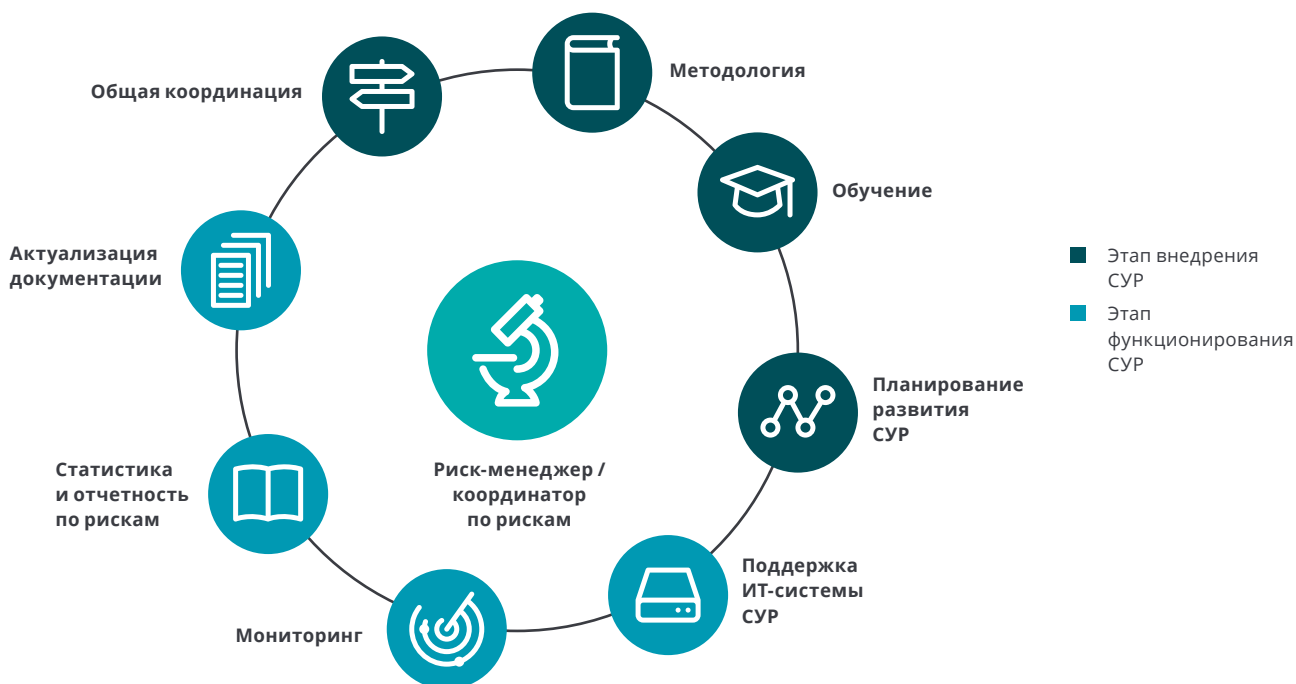 Методология
Общая координация
Обучение
Актуализация
документации
Этап внедрения
СУР
Этап
функционирования
СУР
Планирование
развития
СУР
Статистика
и отчетность
по рискам
Риск-менеджер /
координатор
по рискам
Поддержка
ИТ-системы
СУР
Мониторинг